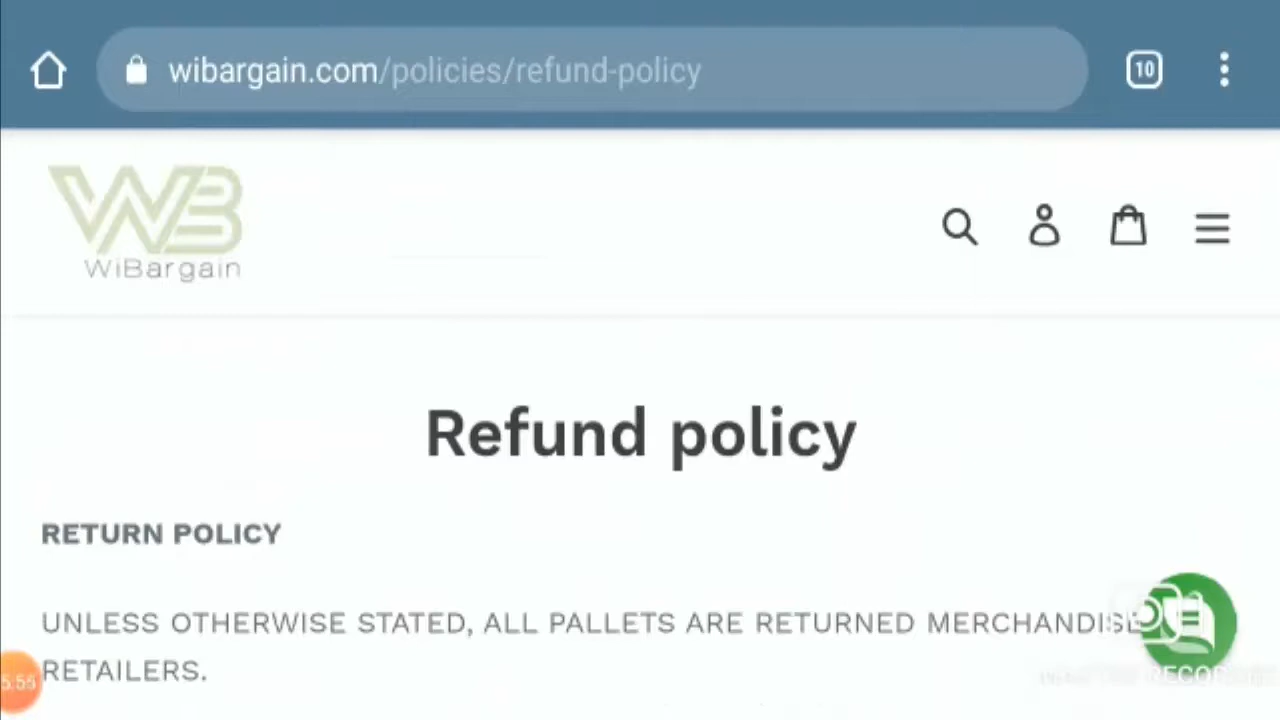 wibargain.com/policies/refund-policy
10
WB
WiBargain
Refund policy
RETURN POLICY
UNLESS OTHERWISE STATED, ALL PALLETS ARE RETURNED MERCHANDISE
RETAILERS.